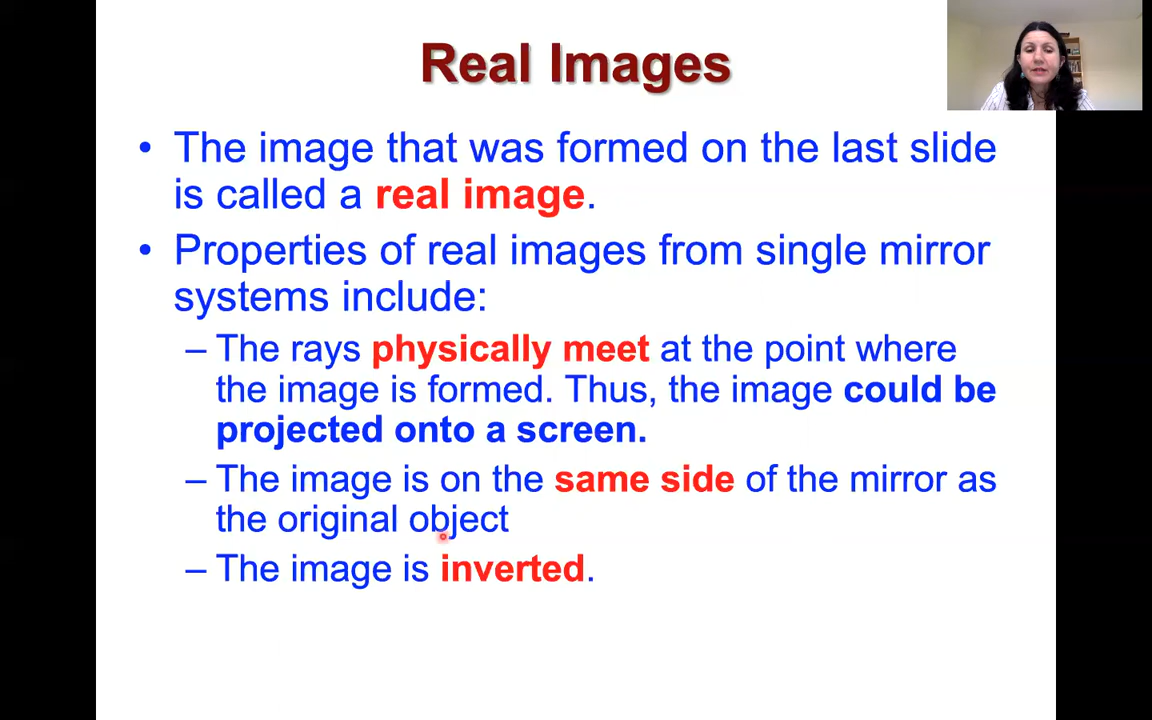 Real Images
• The image that was formed on the last slide
is called a real image.
• Properties of real images from single mirror
systems include:
– The rays physically meet at the point where
the image is formed. Thus, the image could be
projected onto a screen.
– The image is on the same side of the mirror as
the original object
– The image is inverted.